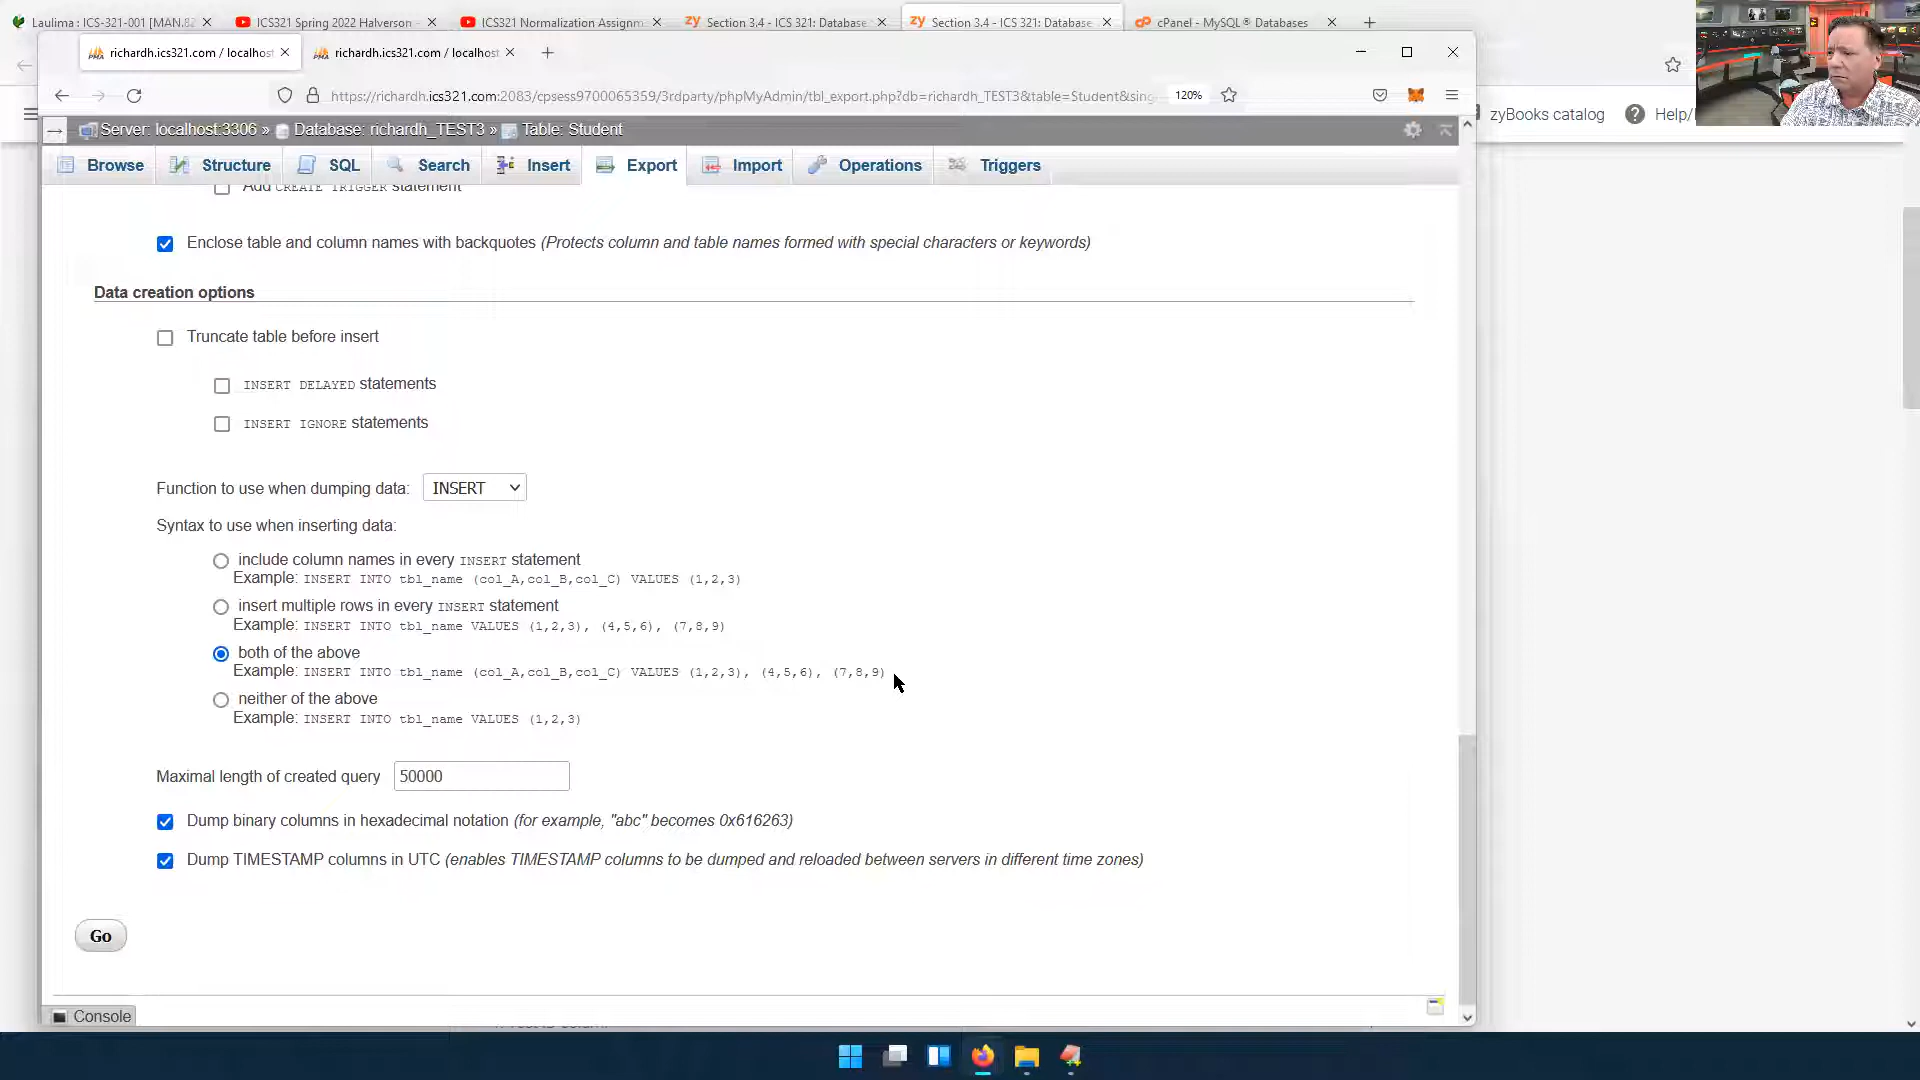 Laulima : ICS-321-001 [MAN.82
ICS321 Spring 2022 Halverson -
ICS321 Normalization Assignm
Section 3.4 - ICS 321: Database
Section 3.4 - ICS 321: Database
cPanel - MySQL® Databases
richardh.ics321.com / localhost
richardh.ics321.com / localhost
https://richardh.ics321.com:2083/cpsess9700065359/3rdparty/phpMyAdmin/tbl_export.php?db=richardh_TEST3&table=Student&sing
120%
zyBooks catalog
Help/
Server: localhost:3306 » Database: richardh_TEST3 » Table: Student
Browse Structure SQL Search Insert Export Import Operations Triggers
Add CREATE TRIGGER statement
Enclose table and column names with backquotes (Protects column and table names formed with special characters or keywords)
Data creation options
Truncate table before insert
INSERT DELAYED statements
INSERT IGNORE statements
Function to use when dumping data: INSERT
Syntax to use when inserting data:
include column names in every INSERT statement
Example: INSERT INTO tbl_name (col_A,col_B,col_C) VALUES (1,2,3)
insert multiple rows in every INSERT statement
Example: INSERT INTO tbl_name VALUES (1,2,3), (4,5,6), (7,8,9)
both of the above
Example: INSERT INTO tbl_name (col_A,col_B,col_C) VALUES (1,2,3), (4,5,6), (7,8,9)
neither of the above
Example: INSERT INTO tbl_name VALUES (1,2,3)
Maximal length of created query 50000
Dump binary columns in hexadecimal notation (for example, "abc" becomes 0x616263)
Dump TIMESTAMP columns in UTC (enables TIMESTAMP columns to be dumped and reloaded between servers in different time zones)
Go
Console